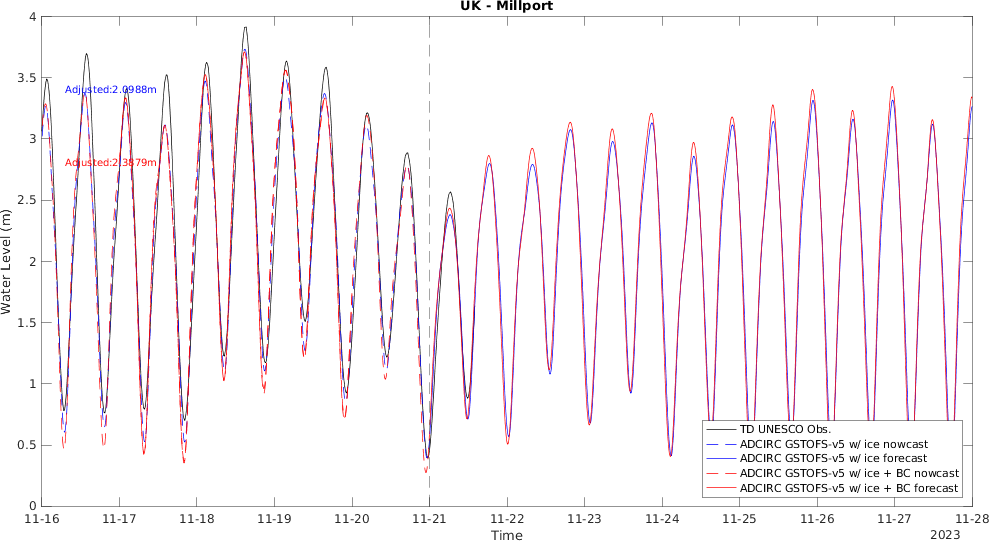 UK - Millport
4
3.5
3
2.5
2
1.5
1
0.5
0
Water Level (m)
Adjusted:2.0988m
Adjusted:2.3879m
TD UNESCO Obs.
ADCIRC GSTOFS-v5 w/ ice nowcast
ADCIRC GSTOFS-v5 w/ ice forecast
ADCIRC GSTOFS-v5 w/ ice + BC nowcast
ADCIRC GSTOFS-v5 w/ ice + BC forecast
11-16 11-17 11-18 11-19 11-20 11-21 11-22 11-23 11-24 11-25 11-26 11-27 11-28
Time
2023